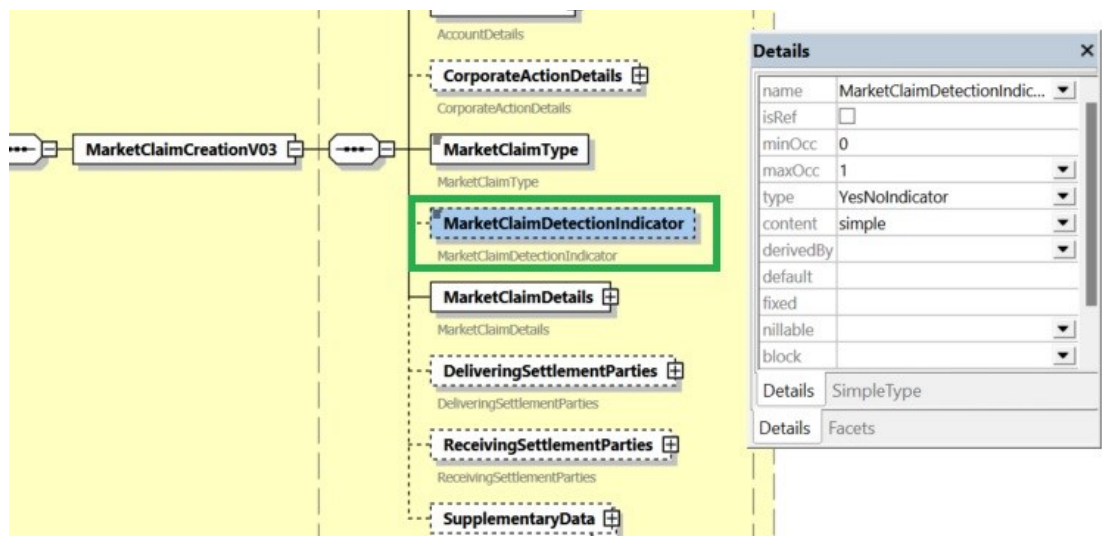 AccountDetails
CorporateActionDetails
CorporateActionDetails
MarketClaimCreationV03
MarketClaimType
MarketClaimType
MarketClaimDetectionIndicator
MarketClaimDetectionIndicator
MarketClaimDetails
MarketClaimDetails
DeliveringSettlementParties
DeliveringSettlementParties
ReceivingSettlementParties
ReceivingSettlementParties
SupplementaryData
Details
name MarketClaimDetectionIndic...
isRef
minOcc 0
maxOcc 1
type YesNoIndicator
content simple
derivedBy
default
fixed
nillable
block
Details SimpleType
Details Facets